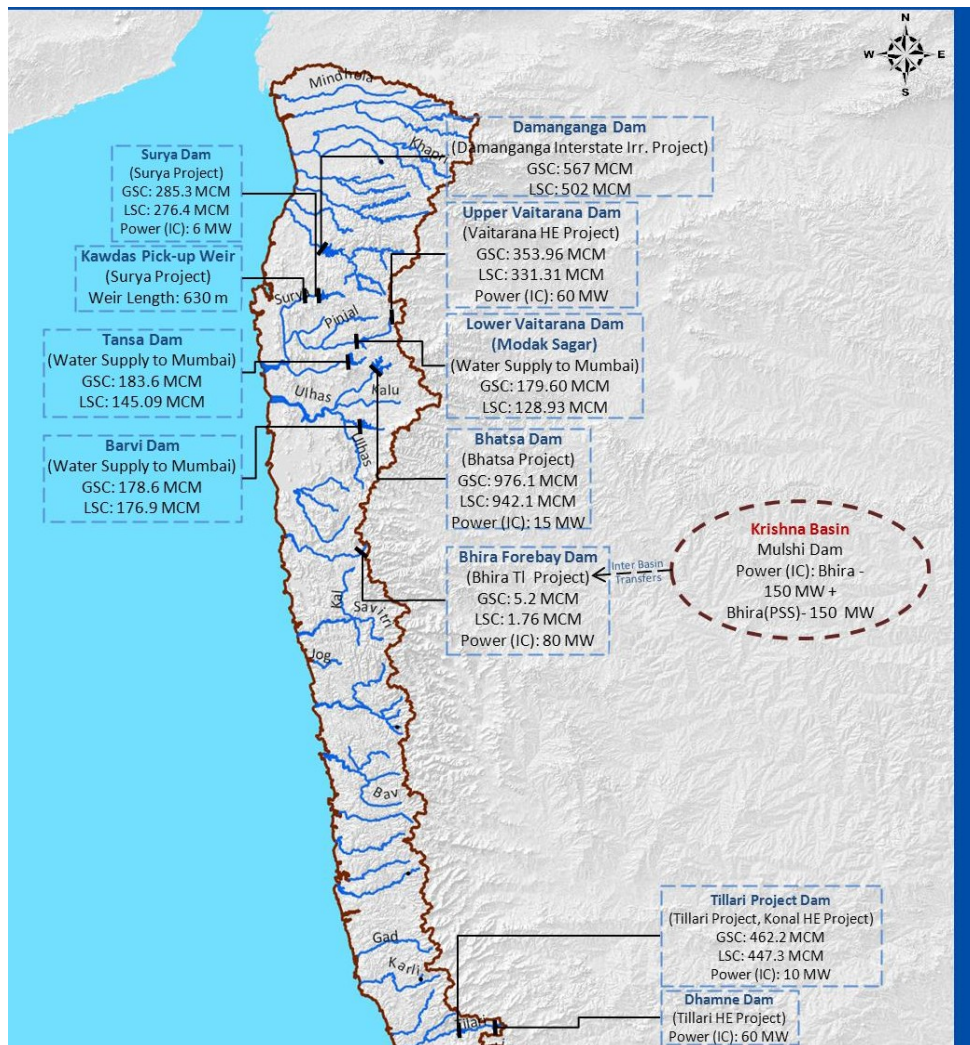 N
W E
S
Mindhola
Khapri
Damanganga Dam
(Damanganga Interstate Irr. Project)
GSC: 567 MCM
LSC: 502 MCM
Surya Dam
(Surya Project)
GSC: 285.3 MCM
LSC: 276.4 MCM
Power (IC): 6 MW
Upper Vaitarana Dam
(Vaitarana HE Project)
GSC: 353.96 MCM
LSC: 331.31 MCM
Power (IC): 60 MW
Kawdas Pick-up Weir
(Surya Project)
Weir Length: 630 m
Surya
Pinjal
Lower Vaitarana Dam
(Modak Sagar)
(Water Supply to Mumbai)
GSC: 179.60 MCM
LSC: 128.93 MCM
Tansa Dam
(Water Supply to Mumbai)
GSC: 183.6 MCM
LSC: 145.09 MCM
Ulhas
Kalu
Ulhas
Barvi Dam
(Water Supply to Mumbai)
GSC: 178.6 MCM
LSC: 176.9 MCM
Bhatsa Dam
(Bhatsa Project)
GSC: 976.1 MCM
LSC: 942.1 MCM
Power (IC): 15 MW
Krishna Basin
Mulshi Dam
Power (IC): Bhira -
150 MW +
Bhira(PSS)- 150 MW
Inter Basin
Transfers
Bhira Forebay Dam
(Bhira Tl Project)
GSC: 5.2 MCM
LSC: 1.76 MCM
Power (IC): 80 MW
Kal
Savitri
Jog
Bav
Gad
Karli
Tillari
Tillari Project Dam
(Tillari Project, Konal HE Project)
GSC: 462.2 MCM
LSC: 447.3 MCM
Power (IC): 10 MW
Dhamne Dam
(Tillari HE Project)
Power (IC): 60 MW